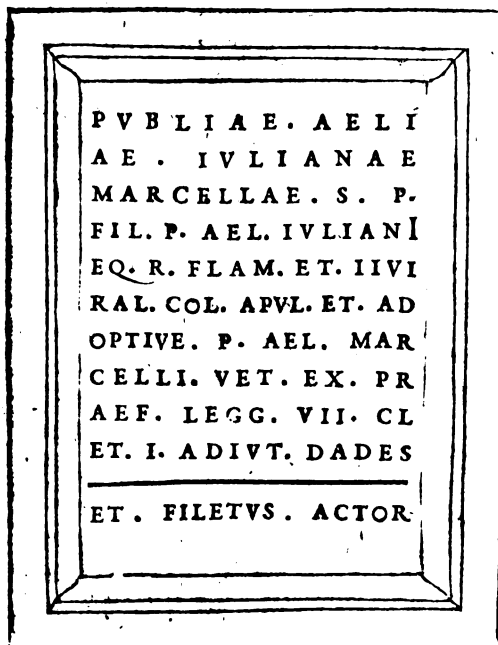 PVBLIAE. AELI
AE. IVLIANAE
MARCELLAE. S. P.
FIL. P. AEL. IVLIANI
EQ. R. FLAM. ET. IIVI
RAL. COL. APVL. ET. AD
OPTIVE. P. AEL. MAR
CELLI. VET. EX. PR
AEF. LEGG. VII. CL
ET. I. ADIVT. DADES
ET. FILETVS. ACTOR